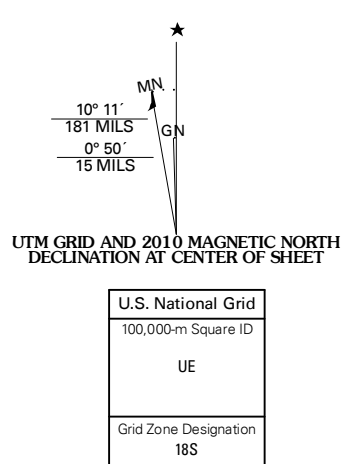 ★
MN
10° 11´
181 MILS
GN
0° 50´
15 MILS
UTM GRID AND 2010 MAGNETIC NORTH
DECLINATION AT CENTER OF SHEET
U.S. National Grid
100,000-m Square ID
UE
Grid Zone Designation
18S